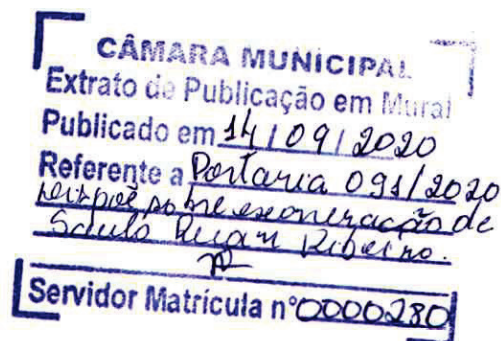 CÂMARA MUNICIPAL
Extrato de Publicação em Mural
Publicado em 14/09/2020
Referente a Portaria 091/2020
dispõe sobre exoneração de
Saulo Ribeiro.
Servidor Matrícula nº 0000280